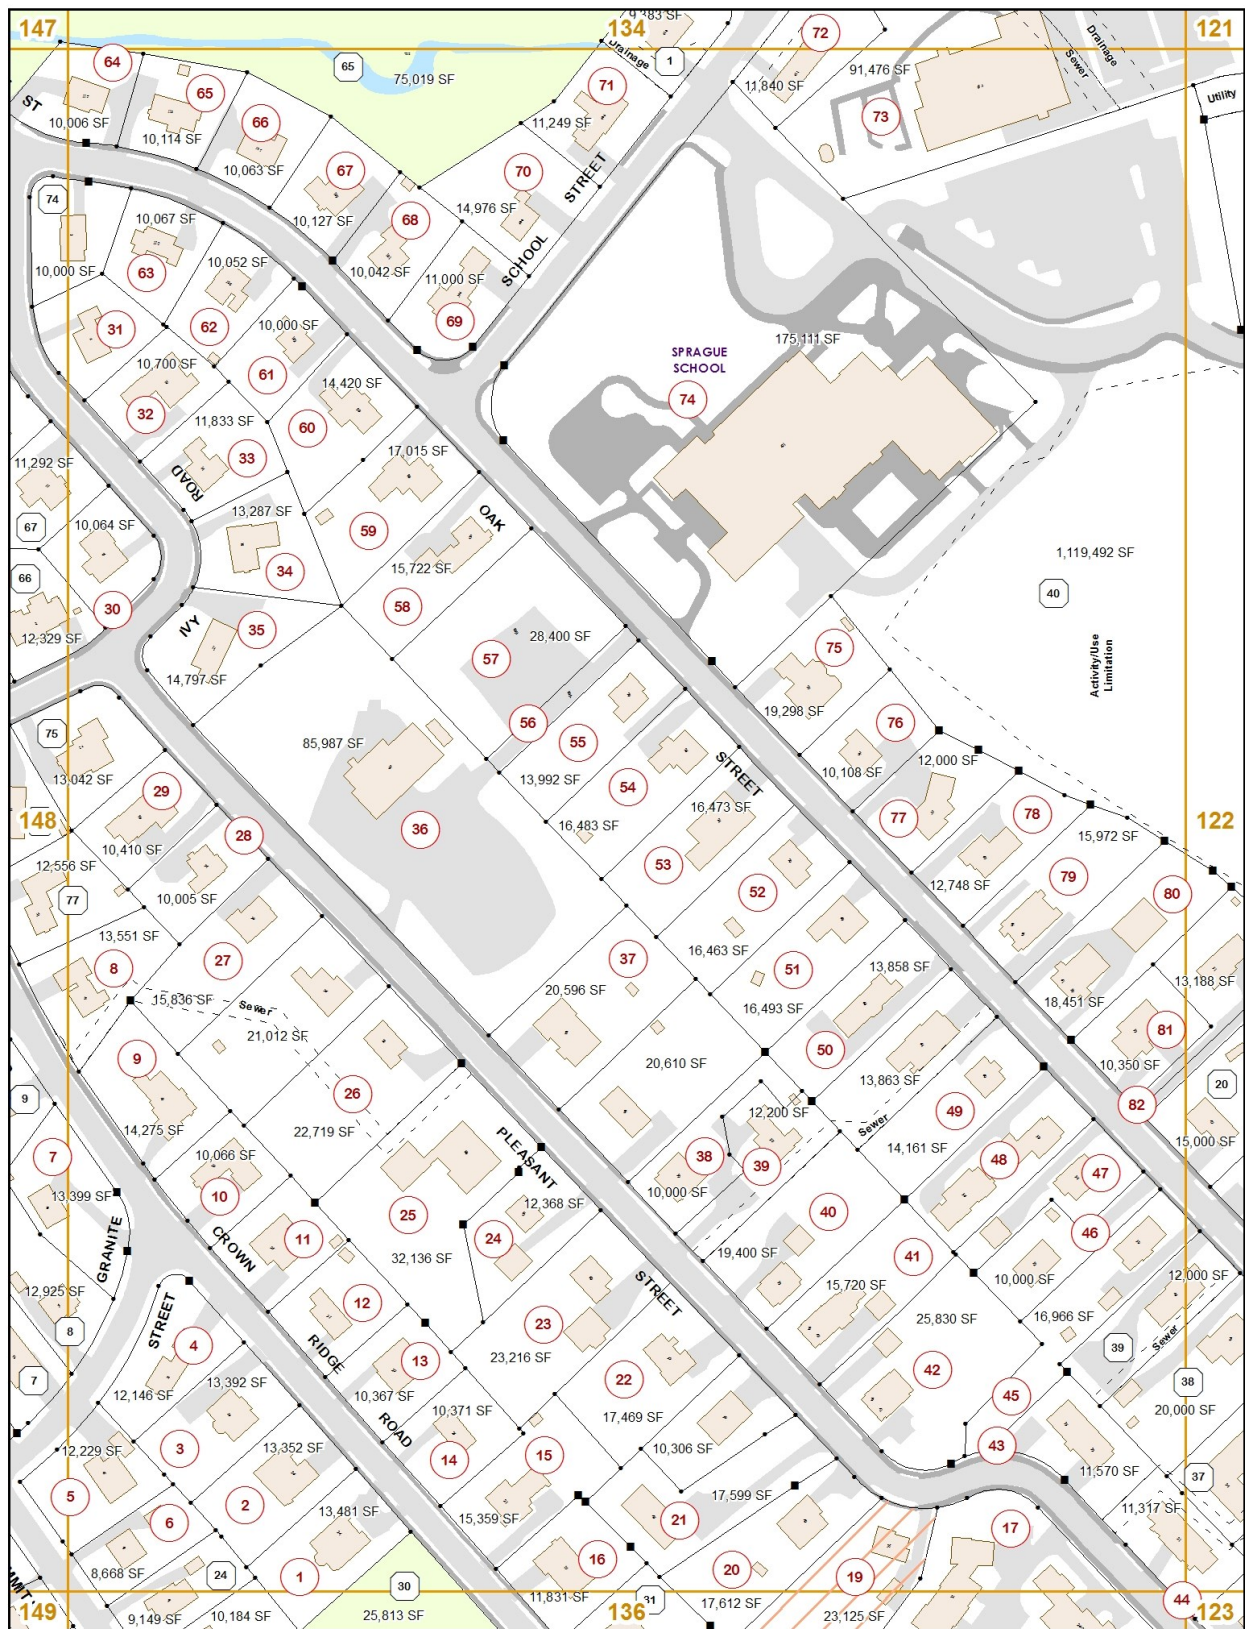 147
134
121
9,383 SF
Drainage
1
72
64
65
75,019 SF
91,476 SF
Sewer
Drainage
11,840 SF
71
65
ST
10,006 SF
10,114 SF
66
11,249 SF
73
Utility
10,063 SF
67
70
STREET
74
10,067 SF
10,127 SF
68
14,976 SF
SCHOOL
10,000 SF
63
10,052 SF
10,042 SF
11,000 SF
31
62
10,000 SF
69
175,111 SF
SPRAGUE
SCHOOL
10,700 SF
61
14,420 SF
74
32
11,833 SF
60
11,292 SF
33
17,015 SF
ROAD
67
10,064 SF
13,287 SF
59
OAK
34
15,722 SF
1,119,492 SF
66
30
58
40
12,329 SF
IVY
35
57
28,400 SF
75
Activity/Use
Limitation
14,797 SF
19,298 SF
75
85,987 SF
56
55
76
13,042 SF
13,992 SF
54
STREET
10,108 SF
12,000 SF
29
148
28
36
16,483 SF
16,473 SF
77
78
122
10,410 SF
15,972 SF
12,556 SF
53
79
77
10,005 SF
52
12,748 SF
80
13,551 SF
27
16,463 SF
8
37
51
13,858 SF
13,188 SF
15,836 SF
Sewer
20,596 SF
16,493 SF
18,451 SF
21,012 SF
81
9
50
20,610 SF
10,350 SF
9
26
13,863 SF
20
14,275 SF
22,719 SF
12,200 SF
49
82
Sewer
7
10,066 SF
PLEASANT
38
39
14,161 SF
15,000 SF
48
47
13,399 SF
10
25
12,368 SF
10,000 SF
40
GRANITE
CROWN
11
24
41
46
32,136 SF
19,400 SF
12,925 SF
12
STREET
15,720 SF
10,000 SF
12,000 SF
STREET
25,830 SF
16,966 SF
8
4
RIDGE
23
Sewer
39
7
13
23,216 SF
42
38
12,146 SF
13,392 SF
10,367 SF
22
45
20,000 SF
ROAD
10,371 SF
17,469 SF
12,229 SF
3
13,352 SF
14
15
10,306 SF
43
5
11,570 SF
37
2
17,599 SF
6
13,481 SF
15,359 SF
21
11,317 SF
17
8,668 SF
16
24
1
30
20
19
11,831 SF
31
44
149
9,149 SF
10,184 SF
25,813 SF
136
17,612 SF
23,125 SF
123